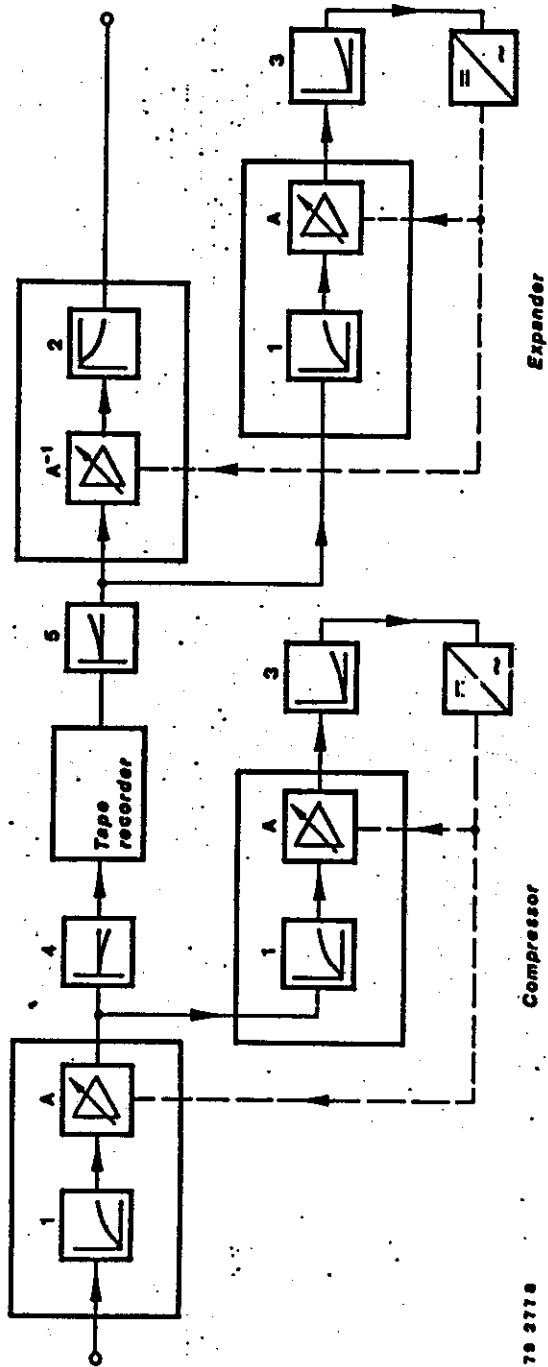 1
A
4
Tape
recorder
5
A⁻¹
2
1
A
3
=
~
Compressor
1
A
3
=
~
Expander
79 2778